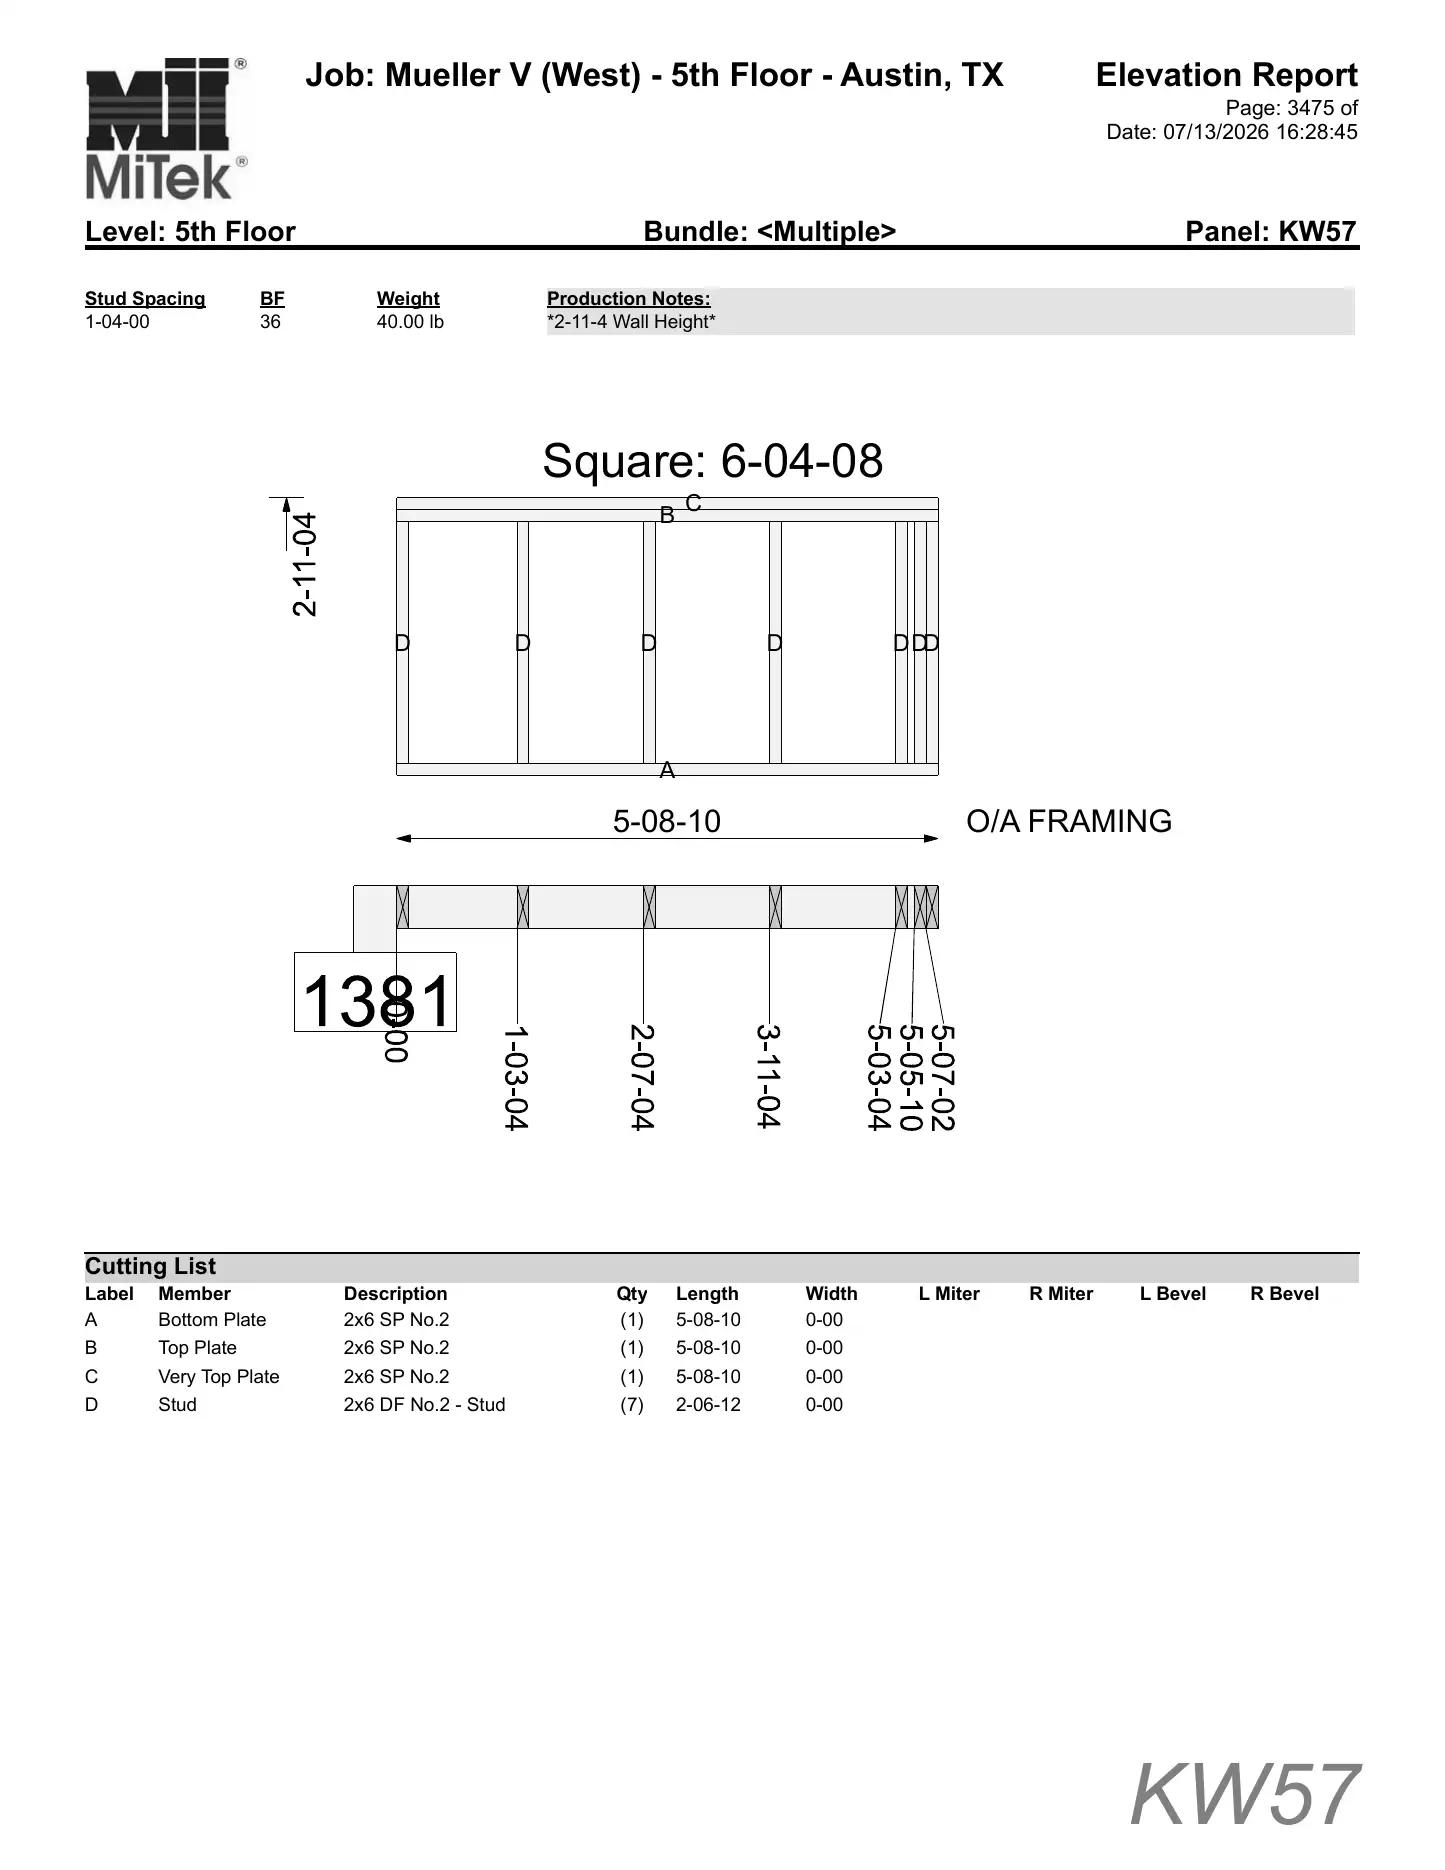 Job: Mueller V (West) - 5th Floor - Austin, TX
Elevation Report
Page: 3475 of
Date: 07/13/2026 16:28:45
MiTek®
Level: 5th Floor
Bundle: <Multiple>
Panel: KW57
Stud Spacing BF Weight Production Notes:
1-04-00 36 40.00 lb *2-11-4 Wall Height*
Square: 6-04-08
2-11-04
C
B
D D D D D D D
A
5-08-10
O/A FRAMING
1381
1-03-04
2-07-04
3-11-04
5-03-04
5-05-10
5-07-02
Cutting List
Label Member Description Qty Length Width L Miter R Miter L Bevel R Bevel
A Bottom Plate 2x6 SP No.2 (1) 5-08-10 0-00
B Top Plate 2x6 SP No.2 (1) 5-08-10 0-00
C Very Top Plate 2x6 SP No.2 (1) 5-08-10 0-00
D Stud 2x6 DF No.2 - Stud (7) 2-06-12 0-00
KW57